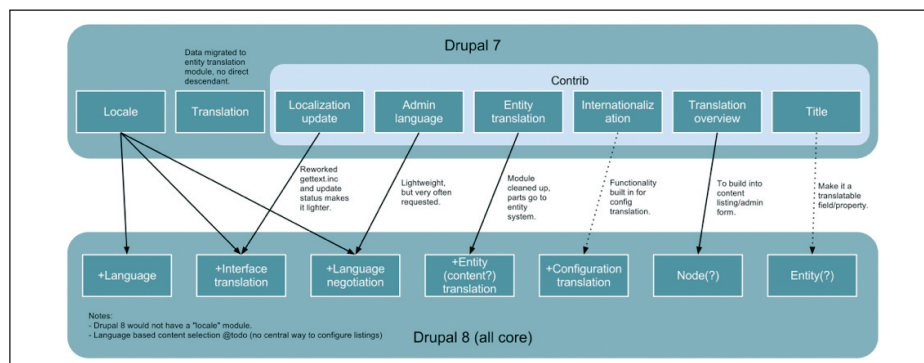 Drupal 7
Data migrated to
entity translation
module, no direct
descendant.
Contrib
Locale
Translation
Localization
update
Admin
language
Entity
translation
Internationaliz
ation
Translation
overview
Title
Reworked
gettext.inc
and update
status makes
it lighter.
Lightweight,
but very often
requested.
Module
cleaned up,
parts go to
entity
system.
Functionality
built in for
config
translation.
To build into
content
listing/admin
form.
Make it a
translatable
field/property.
+Language
+Interface
translation
+Language
negotiation
+Entity
(content?)
translation
+Configuration
translation
Node(?)
Entity(?)
Notes:
- Drupal 8 would not have a "locale" module.
- Language based content selection @todo (no central way to configure listings)
Drupal 8 (all core)